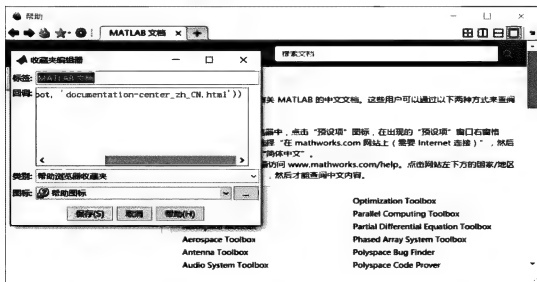 帮助
MATLAB 文档
搜索文档
收藏夹编辑器
标签: MATLAB 文档
回调: oot, 'documentation-center_zh_CN.html'))
类别: 帮助浏览器收藏夹
图标: 帮助图标
保存(S) 取消 帮助(H)
关 MATLAB 的中文文档。这些用户可以通过以下两种方式来查阅
器中，点击 "预设项" 图标，在出现的 "预设项" 窗口右窗格
择 "在 mathworks.com 网站上 ( 需要 Internet 连接 ) "，然后
"简体中文"。
访问 www.mathworks.com/help。点击网站左下方的国家/地区
，然后才能查阅中文内容。
Aerospace Toolbox
Antenna Toolbox
Audio System Toolbox
Optimization Toolbox
Parallel Computing Toolbox
Partial Differential Equation Toolbox
Phased Array System Toolbox
Polyspace Bug Finder
Polyspace Code Prover